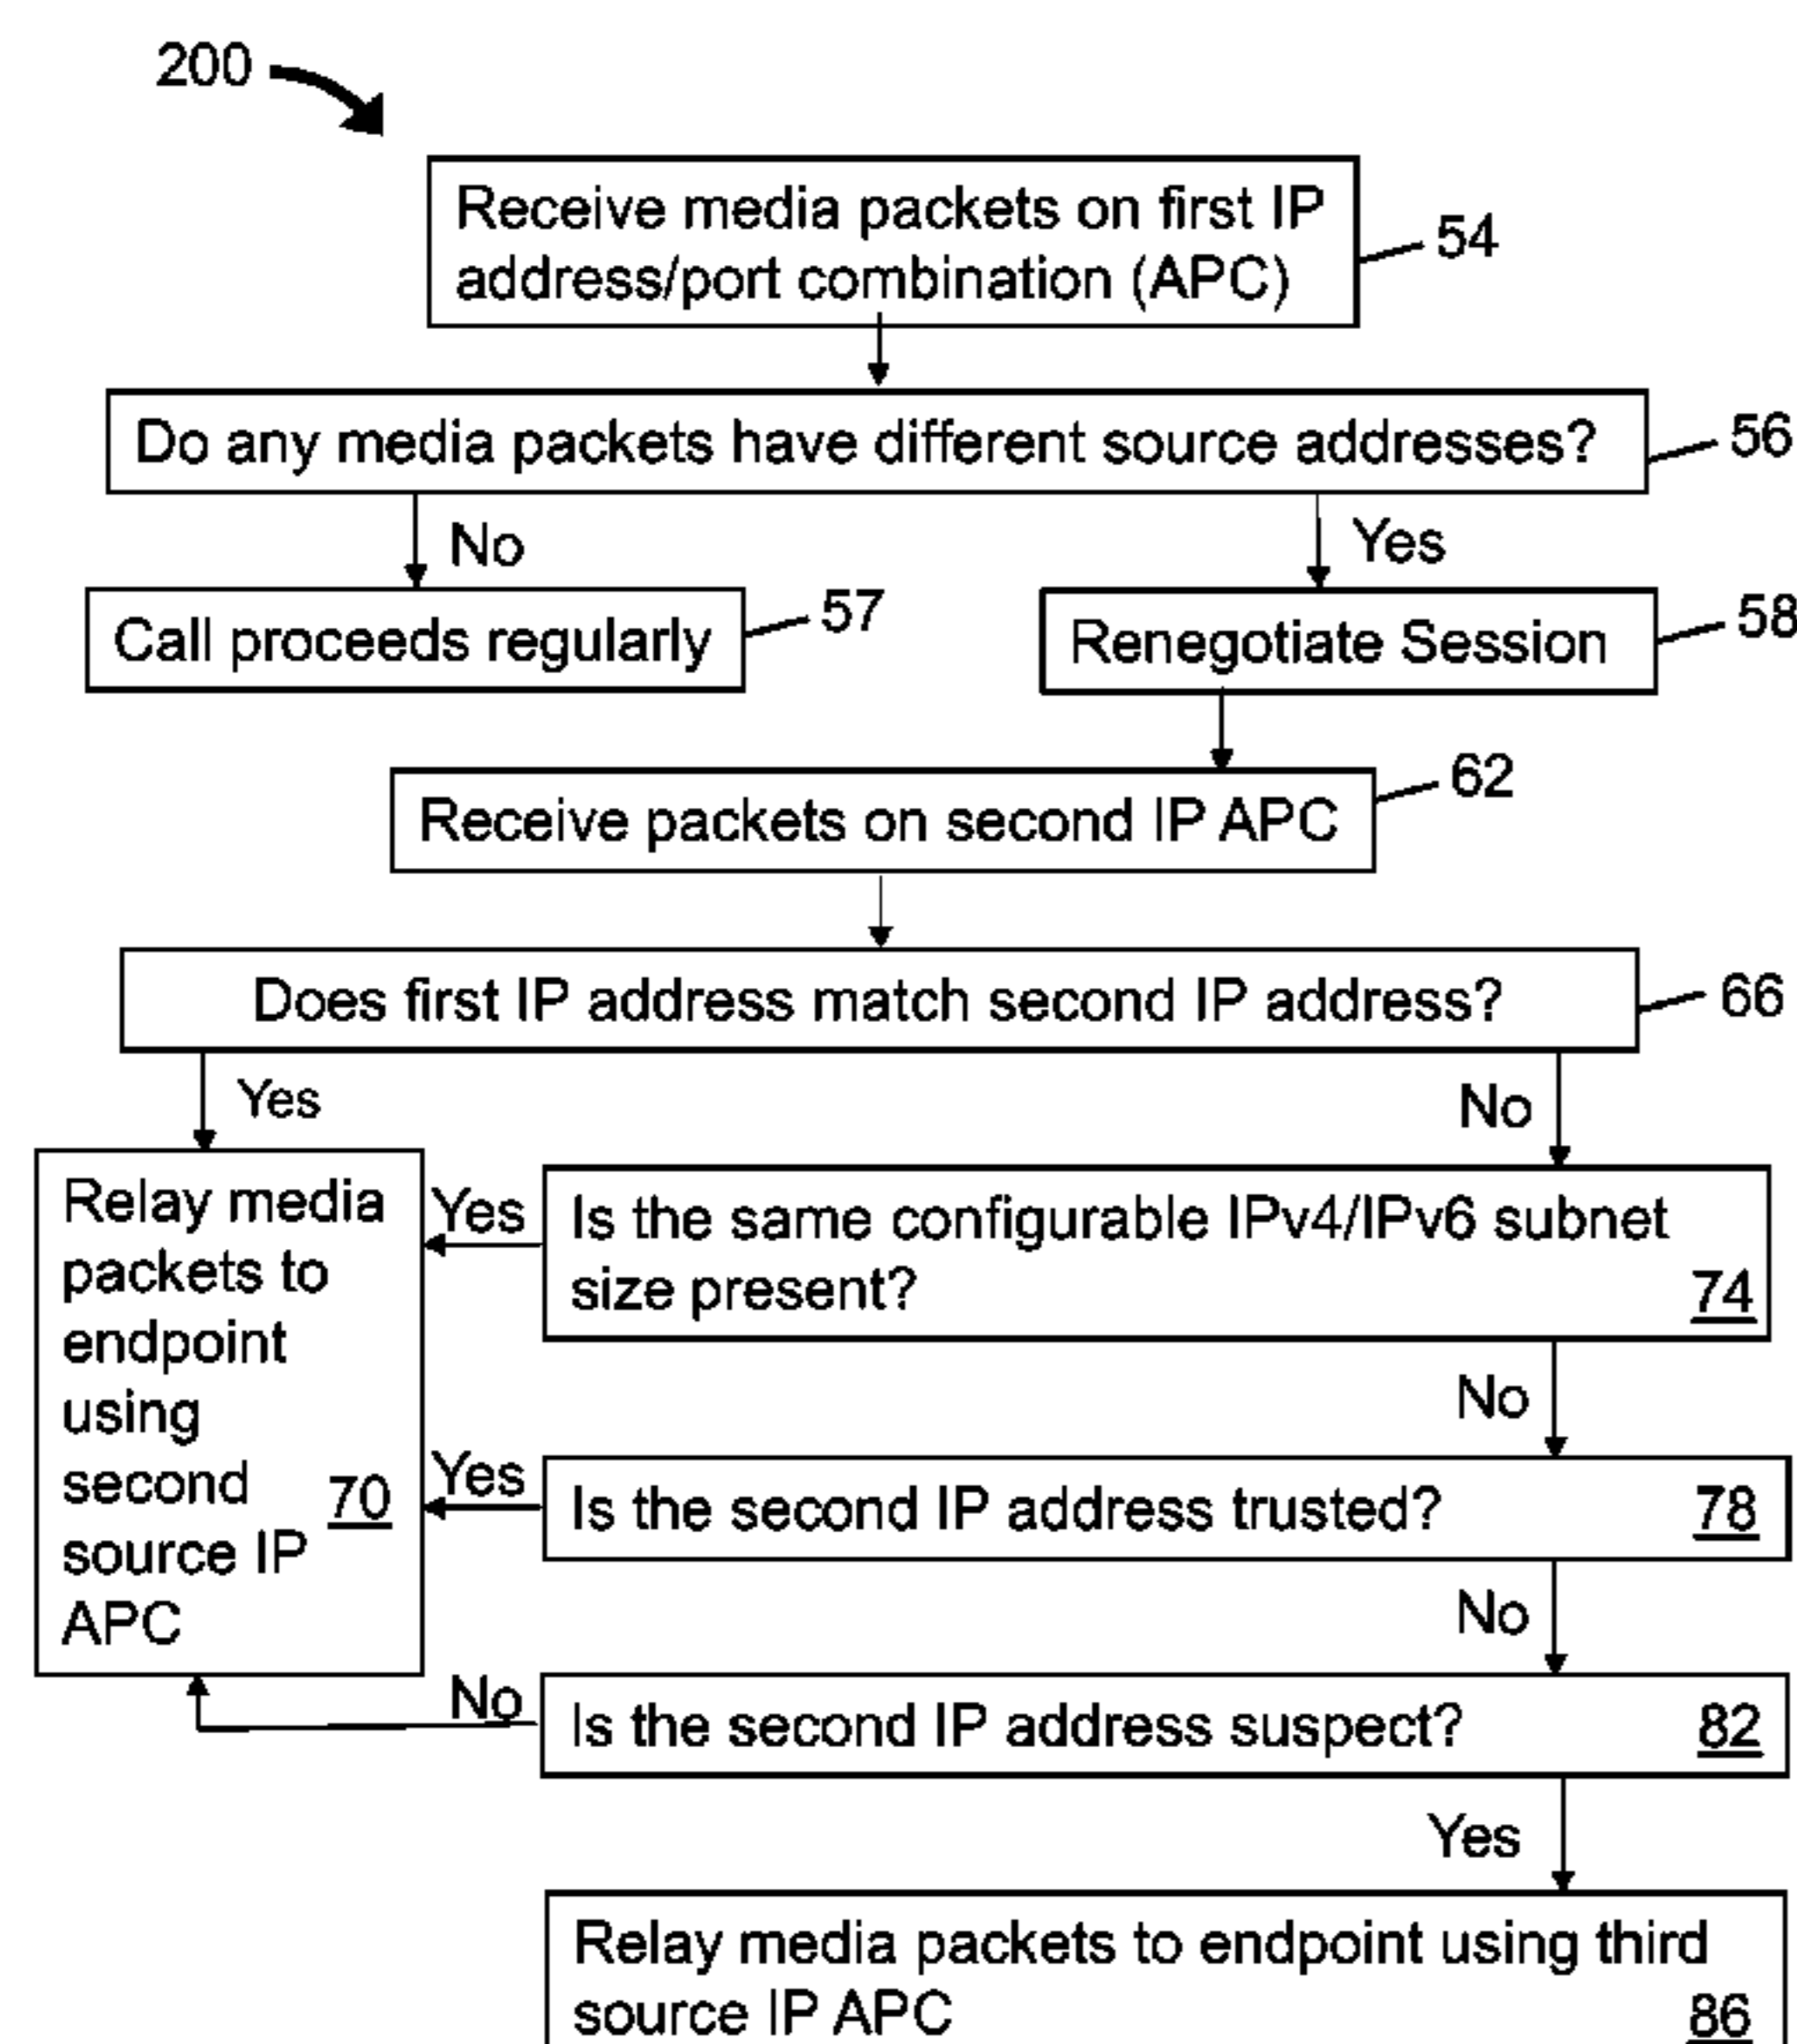 200
Receive media packets on first IP
address/port combination (APC)
54
Do any media packets have different source addresses?
56
No
Yes
Call proceeds regularly
57
Renegotiate Session
58
Receive packets on second IP APC
62
Does first IP address match second IP address?
66
Yes
No
Relay media
packets to
endpoint
using
second
source IP
APC
70
Yes
Is the same configurable IPv4/IPv6 subnet
size present?
74
No
Yes
Is the second IP address trusted?
78
No
No
Is the second IP address suspect?
82
Yes
Relay media packets to endpoint using third
source IP APC
86